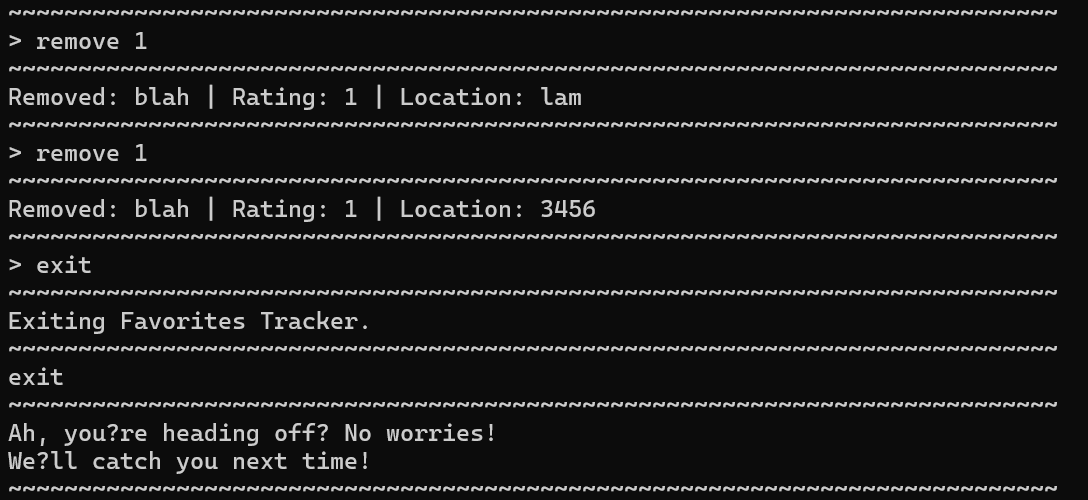 ~~~~~~~~~~~~~~~~~~~~~~~~~~~~~~~~~~~~~~~~~~~~~~~~~~~~~~~~~~~~~~~~~~~~~~~~~~~
> remove 1
~~~~~~~~~~~~~~~~~~~~~~~~~~~~~~~~~~~~~~~~~~~~~~~~~~~~~~~~~~~~~~~~~~~~~~~~~~~
Removed: blah | Rating: 1 | Location: lam
~~~~~~~~~~~~~~~~~~~~~~~~~~~~~~~~~~~~~~~~~~~~~~~~~~~~~~~~~~~~~~~~~~~~~~~~~~~
> remove 1
~~~~~~~~~~~~~~~~~~~~~~~~~~~~~~~~~~~~~~~~~~~~~~~~~~~~~~~~~~~~~~~~~~~~~~~~~~~
Removed: blah | Rating: 1 | Location: 3456
~~~~~~~~~~~~~~~~~~~~~~~~~~~~~~~~~~~~~~~~~~~~~~~~~~~~~~~~~~~~~~~~~~~~~~~~~~~
> exit
~~~~~~~~~~~~~~~~~~~~~~~~~~~~~~~~~~~~~~~~~~~~~~~~~~~~~~~~~~~~~~~~~~~~~~~~~~~
Exiting Favorites Tracker.
~~~~~~~~~~~~~~~~~~~~~~~~~~~~~~~~~~~~~~~~~~~~~~~~~~~~~~~~~~~~~~~~~~~~~~~~~~~
exit
~~~~~~~~~~~~~~~~~~~~~~~~~~~~~~~~~~~~~~~~~~~~~~~~~~~~~~~~~~~~~~~~~~~~~~~~~~~
Ah, you?re heading off? No worries!
We?ll catch you next time!
~~~~~~~~~~~~~~~~~~~~~~~~~~~~~~~~~~~~~~~~~~~~~~~~~~~~~~~~~~~~~~~~~~~~~~~~~~~